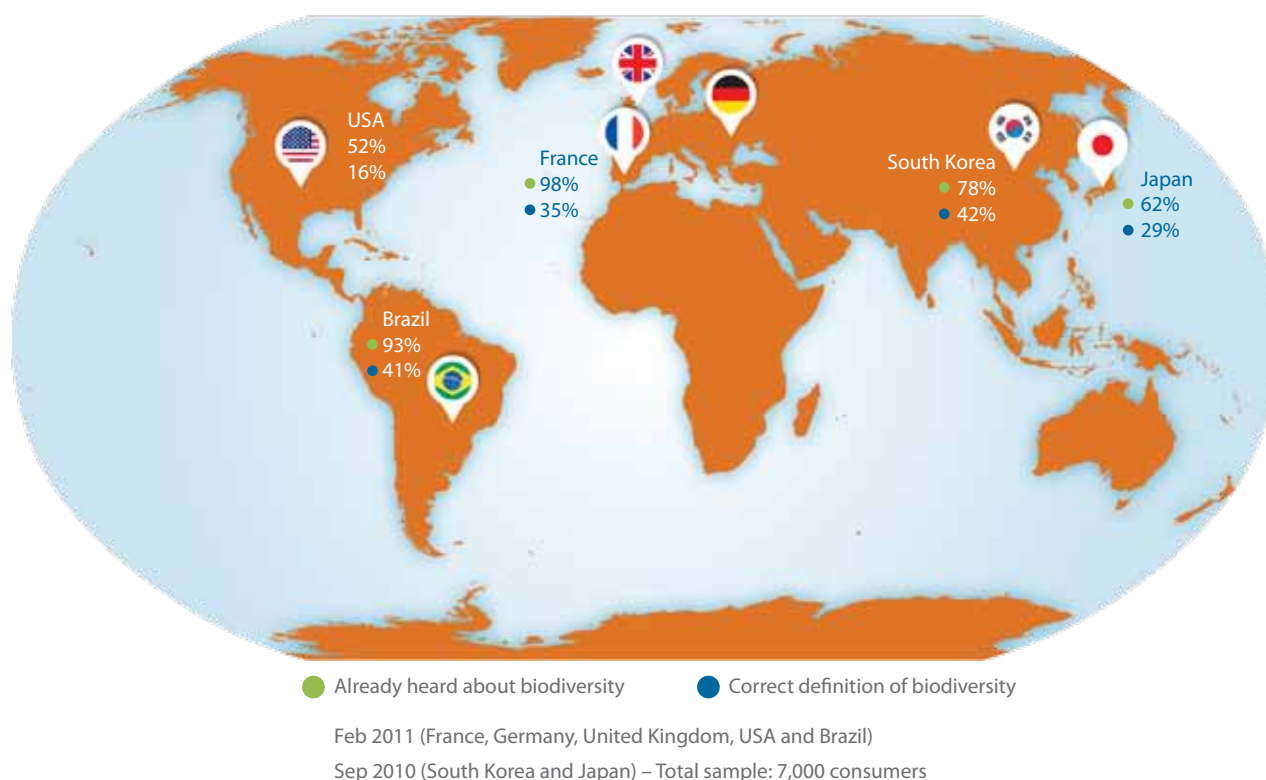 USA
52%
16%
France
98%
35%
South Korea
78%
42%
Japan
62%
29%
Brazil
93%
41%
Already heard about biodiversity
Correct definition of biodiversity
Feb 2011 (France, Germany, United Kingdom, USA and Brazil)
Sep 2010 (South Korea and Japan) – Total sample: 7,000 consumers